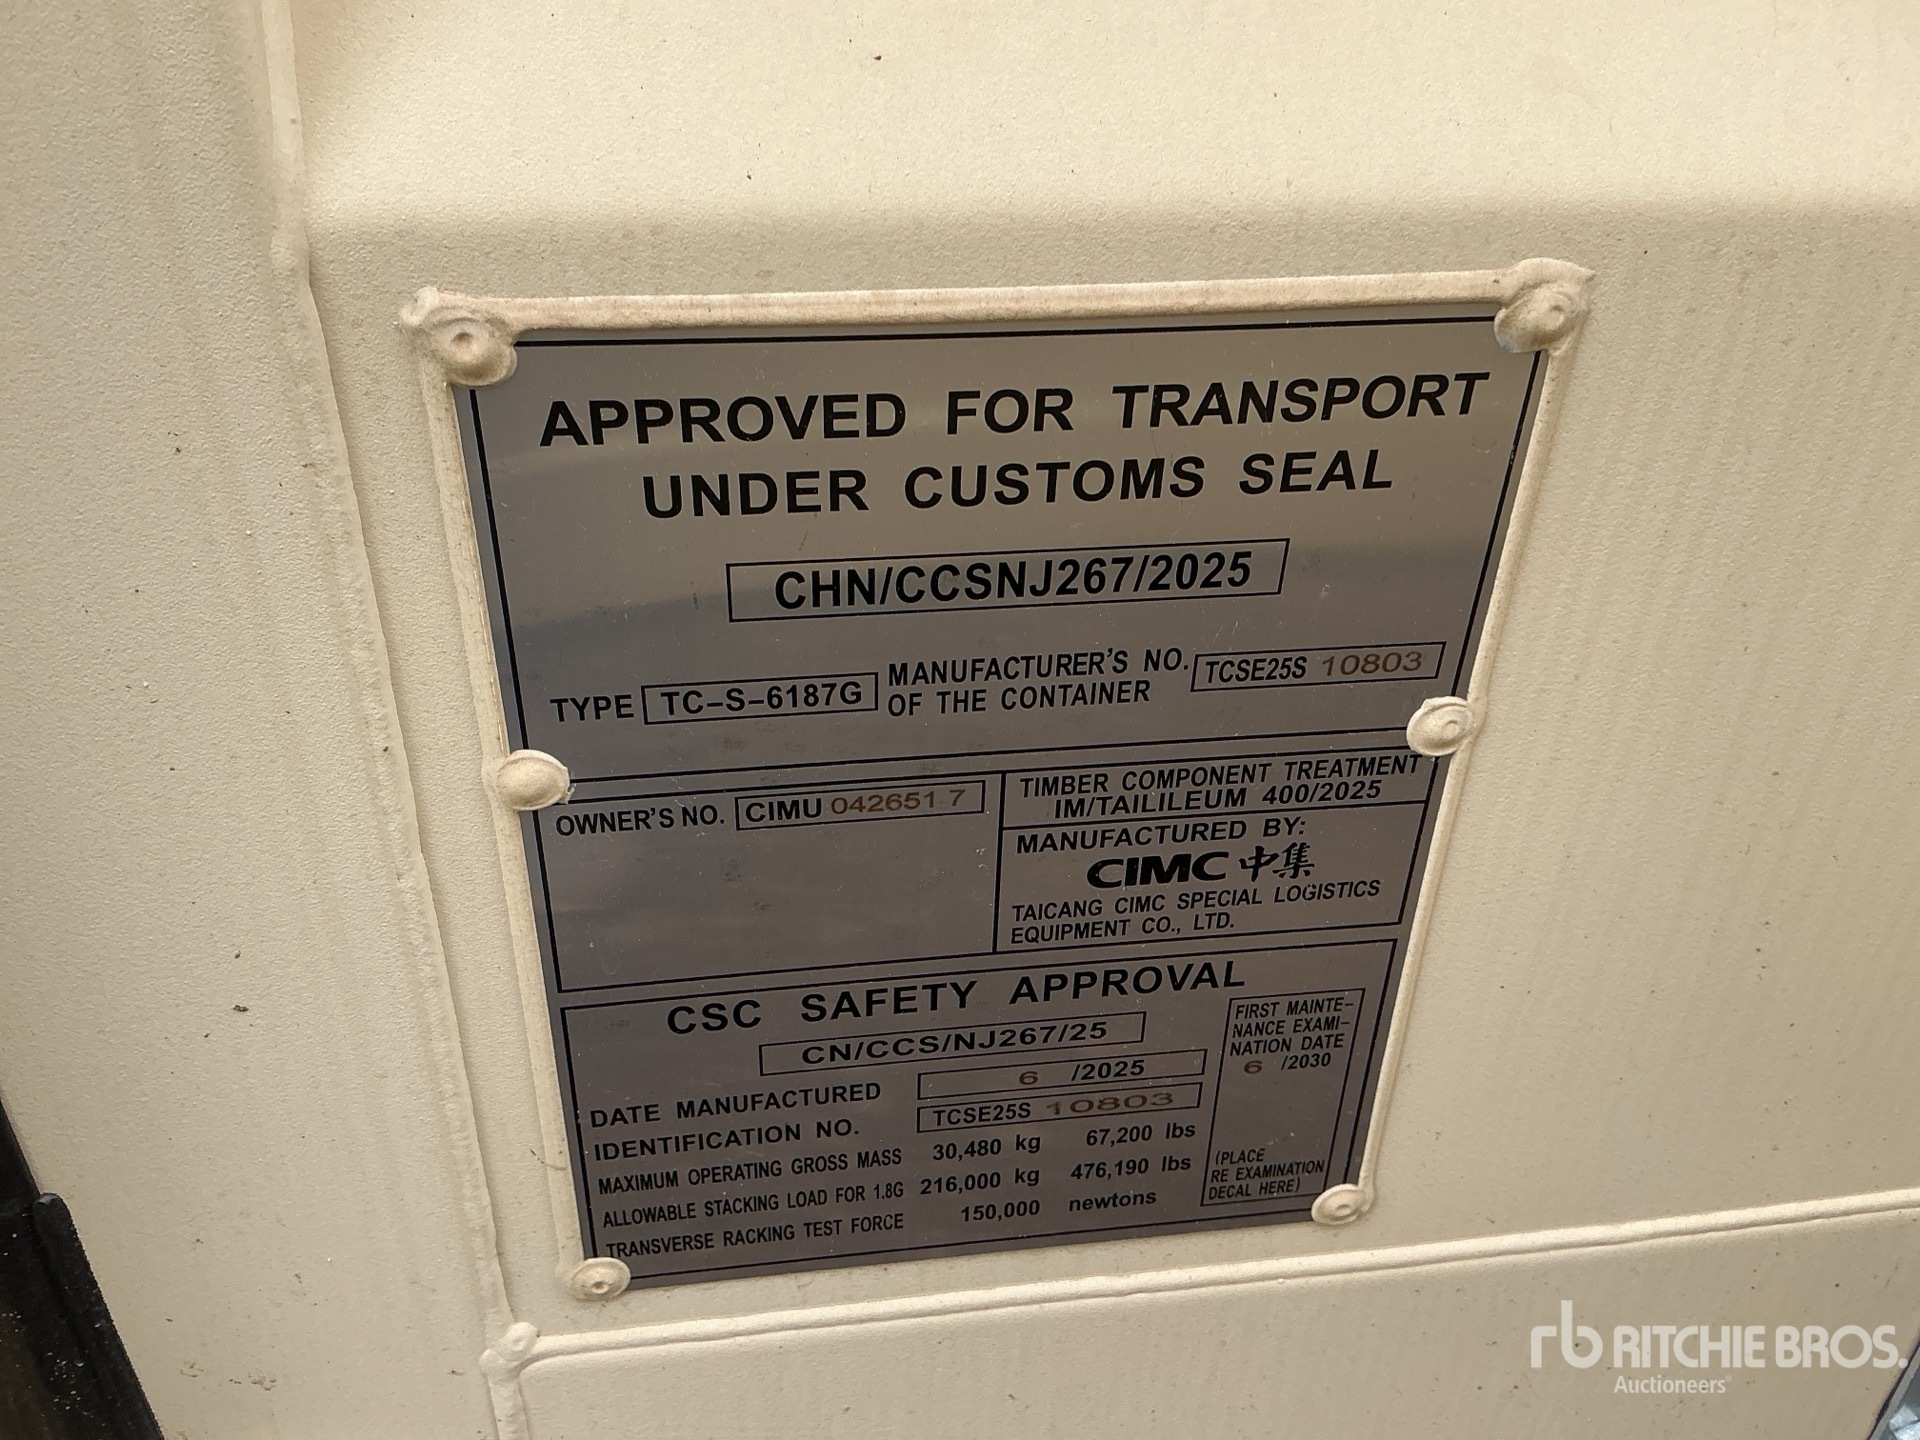 APPROVED FOR TRANSPORT
UNDER CUSTOMS SEAL
CHN/CCSNJ267/2025
TYPE TC-S-6187G MANUFACTURER'S NO. OF THE CONTAINER TCSE25S 10803
OWNER'S NO. CIMU 042651 7
TIMBER COMPONENT TREATMENT
IM/TAILILEUM 400/2025
MANUFACTURED BY:
CIMC 中集
TAICANG CIMC SPECIAL LOGISTICS
EQUIPMENT CO., LTD.
CSC SAFETY APPROVAL
CN/CCS/NJ267/25
DATE MANUFACTURED 6 /2025
IDENTIFICATION NO. TCSE25S 10803
MAXIMUM OPERATING GROSS MASS 30,480 kg 67,200 lbs
ALLOWABLE STACKING LOAD FOR 1.8G 216,000 kg 476,190 lbs
TRANSVERSE RACKING TEST FORCE 150,000 newtons
FIRST MAINTE-
NANCE EXAMI-
NATION DATE
6 /2030
(PLACE
RE EXAMINATION
DECAL HERE)
rb RITCHIE BROS.
Auctioneers